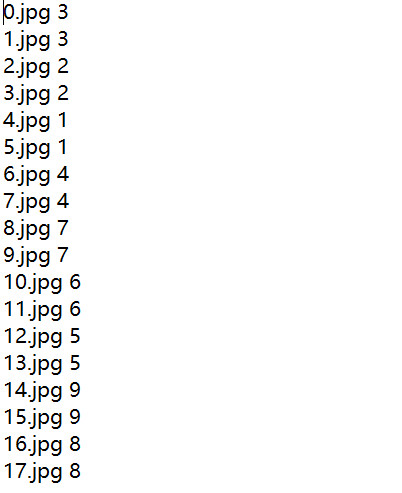 0.jpg 3
1.jpg 3
2.jpg 2
3.jpg 2
4.jpg 1
5.jpg 1
6.jpg 4
7.jpg 4
8.jpg 7
9.jpg 7
10.jpg 6
11.jpg 6
12.jpg 5
13.jpg 5
14.jpg 9
15.jpg 9
16.jpg 8
17.jpg 8